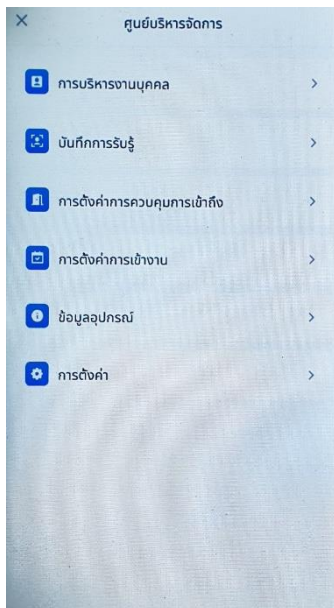 ศูนย์บริหารจัดการ
การบริหารงานบุคคล
บันทึกการรับรู้
การตั้งค่าการควบคุมการเข้าถึง
การตั้งค่าการเข้างาน
ข้อมูลอุปกรณ์
การตั้งค่า